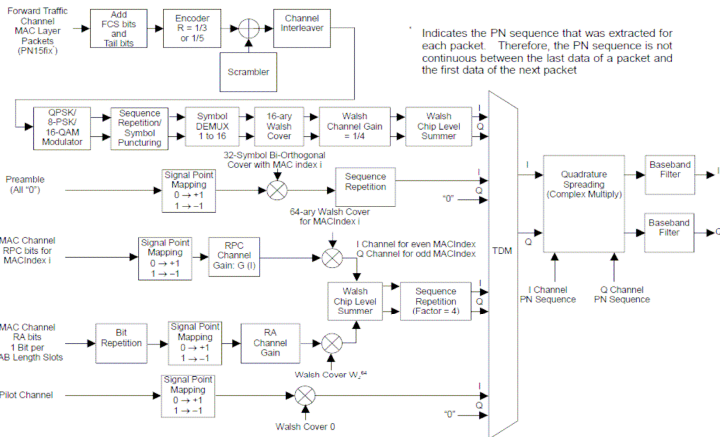 Forward Traffic
Channel
MAC Layer
Packets
(PN15fix*)
Add
FCS bits
and
Tail bits
Encoder
R = 1/3
or 1/5
Channel
Interleaver
Scrambler
* Indicates the PN sequence that was extracted for
each packet. Therefore, the PN sequence is not
continuous between the last data of a packet and
the first data of the next packet
QPSK/
8-PSK/
16-QAM
Modulator
Sequence
Repetition/
Symbol
Puncturing
Symbol
DEMUX
1 to 16
16-ary
Walsh
Cover
Walsh
Channel Gain
= 1/4
Walsh
Chip Level
Summer
I
Q
32-Symbol Bi-Orthogonal
Cover with MAC index i
Preamble
(All "0")
Signal Point
Mapping
0 → +1
1 → −1
Sequence
Repetition
I
Q
"0"
64-ary Walsh Cover
for MACIndex i
MAC Channel
RPC bits for
MACIndex i
Signal Point
Mapping
0 → +1
1 → −1
RPC
Channel
Gain: G (I)
I Channel for even MACIndex
Q Channel for odd MACIndex
Walsh
Chip Level
Summer
Sequence
Repetition
(Factor = 4)
I
Q
MAC Channel
RA bits
1 Bit per
AB Length Slots
Bit
Repetition
Signal Point
Mapping
0 → +1
1 → −1
RA
Channel
Gain
Walsh Cover W₂⁶⁴
Pilot Channel
Signal Point
Mapping
0 → +1
1 → −1
Walsh Cover 0
I
Q
"0"
TDM
I
Q
Quadrature
Spreading
(Complex Multiply)
Baseband
Filter
I
Baseband
Filter
Q
I Channel
PN Sequence
Q Channel
PN Sequence